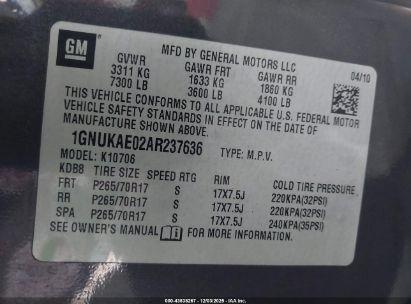 GM
MFD BY GENERAL MOTORS LLC
GVWR GAWR FRT GAWR RR 04/10
3311 KG 1633 KG 1860 KG
7300 LB 3600 LB 4100 LB
THIS VEHICLE CONFORMS TO ALL APPLICABLE U.S. FEDERAL MOTOR
VEHICLE SAFETY AND THEFT PREVENTION STANDARDS IN EFFECT ON
THE DATE OF MANUFACTURE SHOWN ABOVE.
1GNUKAE02AR237636 TYPE: M.P.V.
MODEL: K10706
KDB8 TIRE SIZE SPEED RTG RIM COLD TIRE PRESSURE
FRT P265/70R17 S 17X7.5J 220KPA(32PSI)
RR P265/70R17 S 17X7.5J 220KPA(32PSI)
SPA P265/70R17 S 17X7.5J 240KPA(35PSI)
SEE OWNER'S MANUAL FOR MORE INFORMATION.